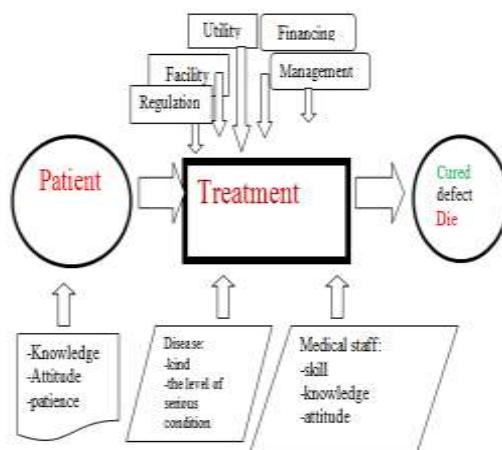 Utility
Financing
Facility
Management
Regulation
Patient
Treatment
Cured
defect
Die
-Knowledge
-Attitude
-patience
Disease:
-kind
-the level of
serious
condition
Medical staff:
-skill
-knowledge
-attitude